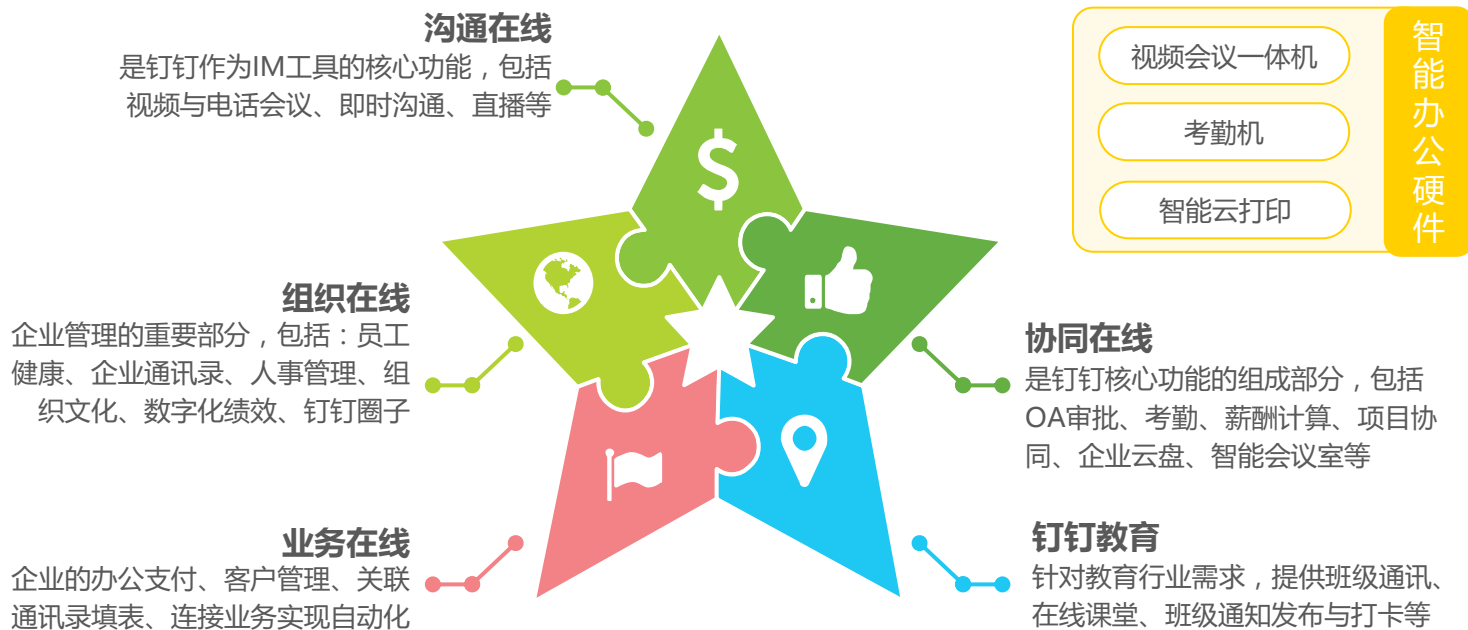 沟通在线
是钉钉作为IM工具的核心功能，包括
视频与电话会议、即时沟通、直播等
视频会议一体机
考勤机
智能云打印
智能办公硬件
$
组织在线
企业管理的重要部分，包括：员工
健康、企业通讯录、人事管理、组
织文化、数字化绩效、钉钉圈子
协同在线
是钉钉核心功能的组成部分，包括
OA审批、考勤、薪酬计算、项目协
同、企业云盘、智能会议室等
业务在线
企业的办公支付、客户管理、关联
通讯录填表、连接业务实现自动化
钉钉教育
针对教育行业需求，提供班级通讯、
在线课堂、班级通知发布与打卡等